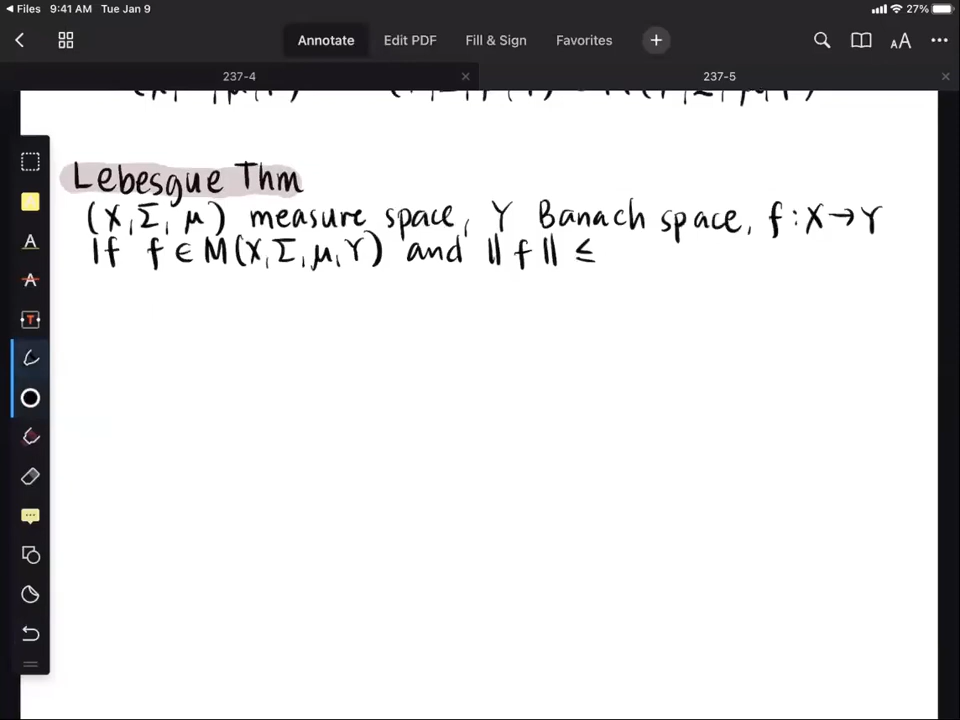 Files 9:41 AM Tue Jan 9 27%
Annotate Edit PDF Fill & Sign Favorites
237-4 237-5
Lebesgue Thm
(X, Σ, μ) measure space, Y Banach space, f: X → Y
If f ∈ M(X, Σ, μ, Y) and ‖ f ‖ ≤